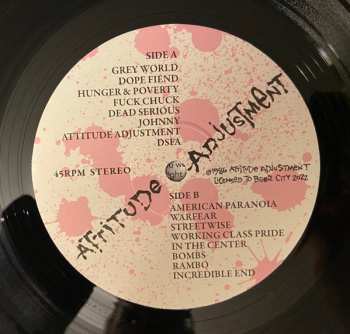 SIDE A
GREY WORLD
DOPE FIEND
HUNGER & POVERTY
FUCK CHUCK
DEAD SERIOUS
JOHNNY
ATTITUDE ADJUSTMENT
DSFA
ATTITUDE ADJUSTMENT
45RPM STEREO
©1986 ATTITUDE ADJUSTMENT
LICENSED TO BEER CITY 2022
SIDE B
AMERICAN PARANOIA
WARFEAR
STREETWISE
WORKING CLASS PRIDE
IN THE CENTER
BOMBS
RAMBO
INCREDIBLE END